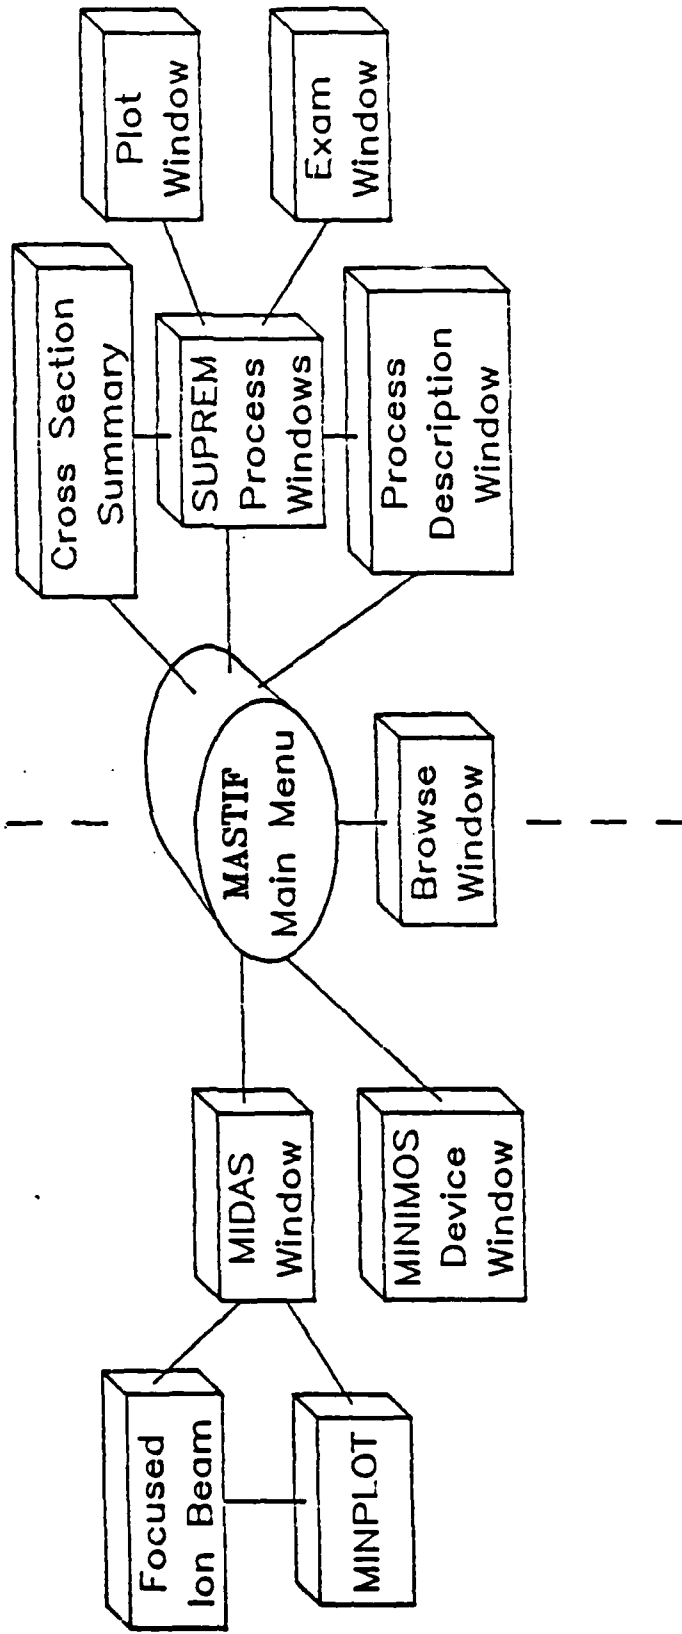 Focused
Ion Beam
MINPLOT
MIDAS
Window
MINIMOS
Device
Window
MASTIF
Main Menu
Browse
Window
Cross Section
Summary
SUPREM
Process
Windows
Process
Description
Window
Plot
Window
Exam
Window